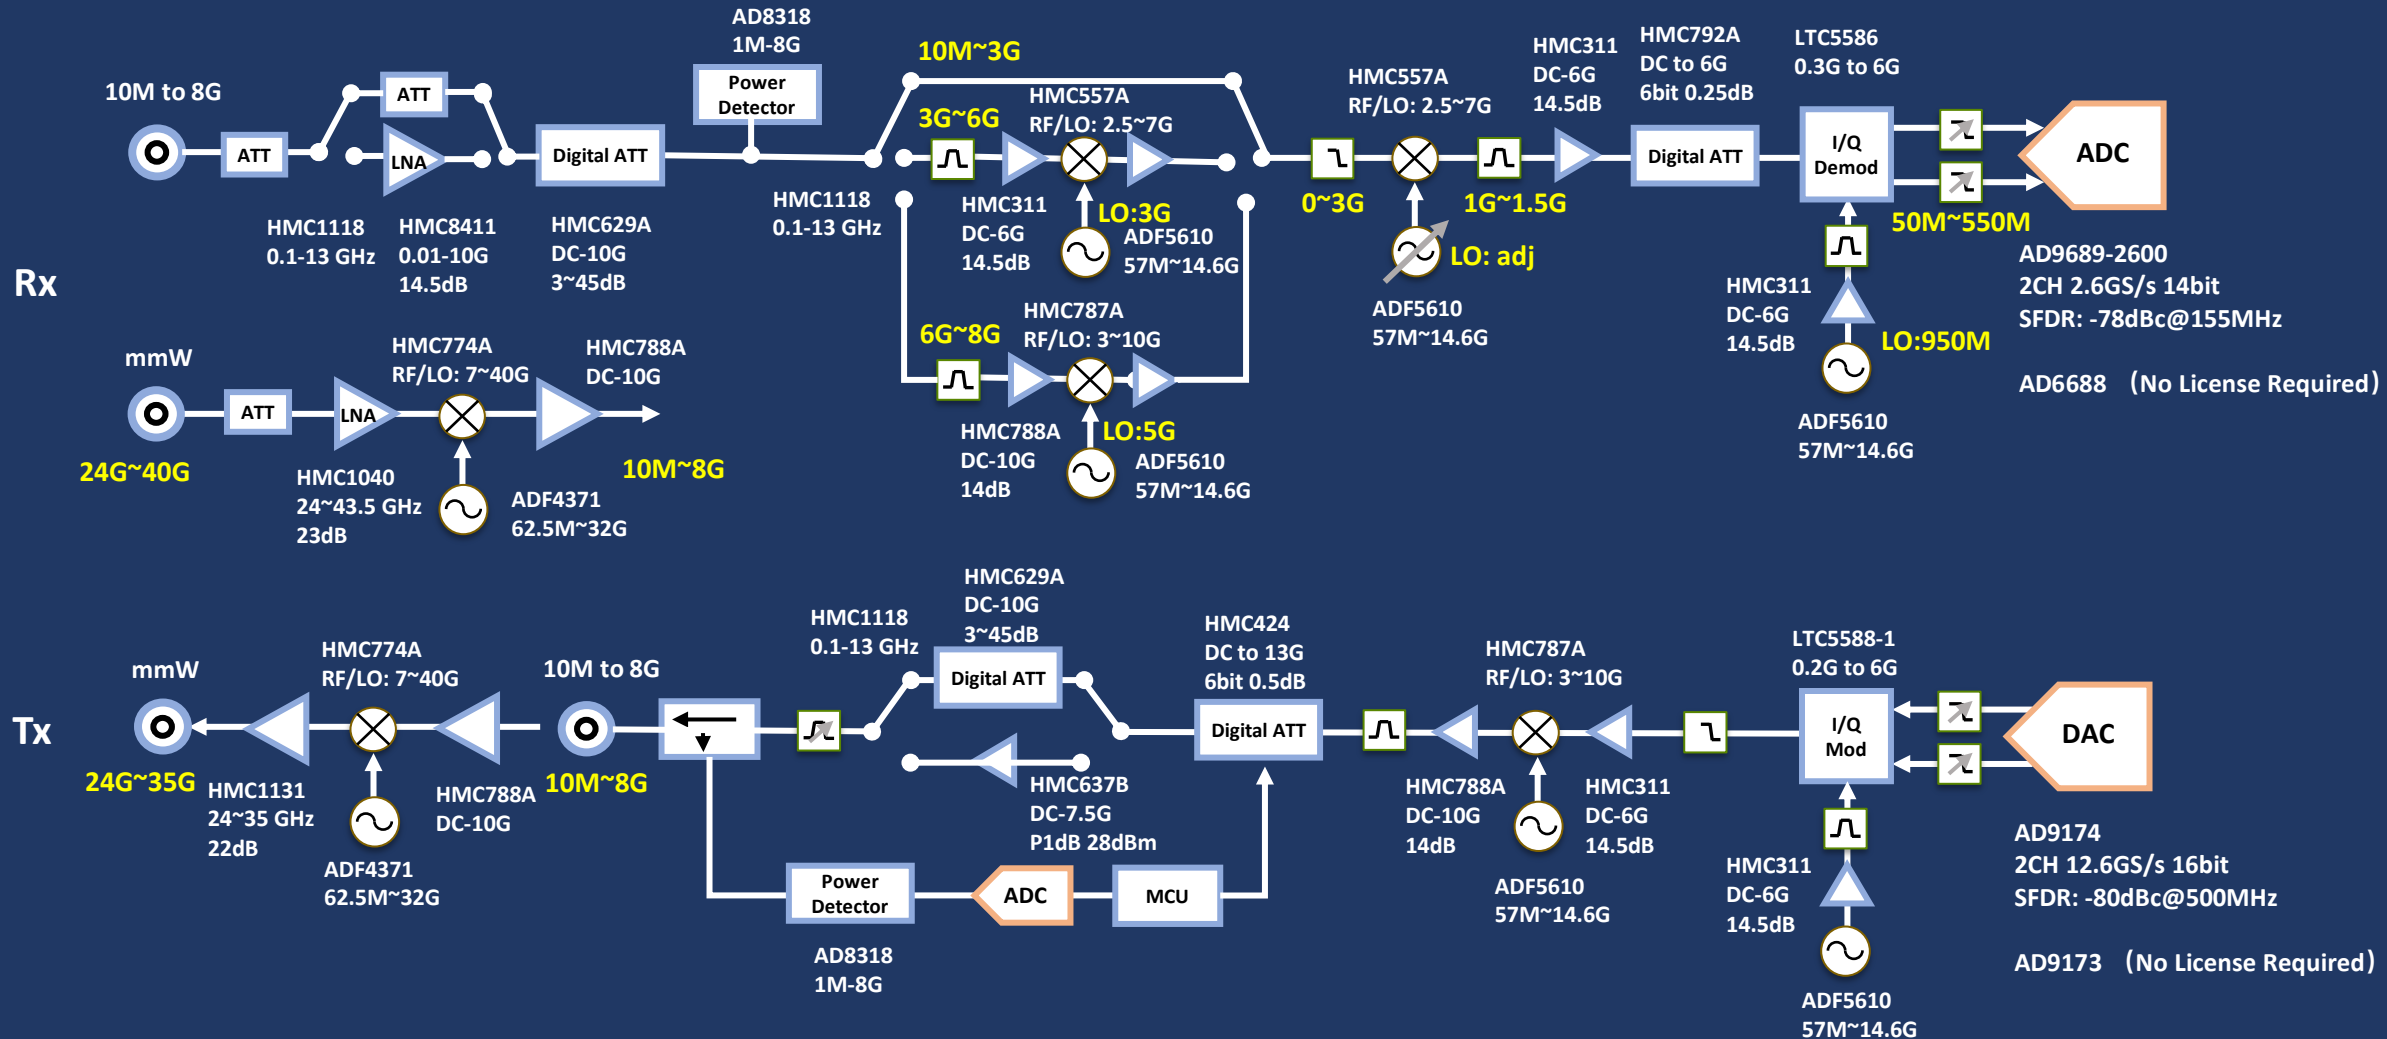 Rx
10M to 8G
ATT
ATT
LNA
HMC1118
0.1-13 GHz
HMC8411
0.01-10G
14.5dB
Digital ATT
HMC629A
DC-10G
3~45dB
AD8318
1M-8G
Power
Detector
HMC1118
0.1-13 GHz
10M~3G
3G~6G
HMC557A
RF/LO: 2.5~7G
HMC311
DC-6G
14.5dB
LO:3G
ADF5610
57M~14.6G
6G~8G
HMC787A
RF/LO: 3~10G
HMC788A
DC-10G
14dB
LO:5G
ADF5610
57M~14.6G
0~3G
HMC557A
RF/LO: 2.5~7G
LO: adj
ADF5610
57M~14.6G
1G~1.5G
HMC311
DC-6G
14.5dB
HMC792A
DC to 6G
6bit 0.25dB
Digital ATT
LTC5586
0.3G to 6G
I/Q
Demod
50M~550M
ADC
HMC311
DC-6G
14.5dB
LO:950M
ADF5610
57M~14.6G
AD9689-2600
2CH 2.6GS/s 14bit
SFDR: -78dBc@155MHz
AD6688 (No License Required)
mmW
24G~40G
ATT
LNA
HMC1040
24~43.5 GHz
23dB
HMC774A
RF/LO: 7~40G
ADF4371
62.5M~32G
HMC788A
DC-10G
10M~8G
Tx
mmW
24G~35G
HMC1131
24~35 GHz
22dB
HMC774A
RF/LO: 7~40G
ADF4371
62.5M~32G
HMC788A
DC-10G
10M to 8G
10M~8G
HMC1118
0.1-13 GHz
HMC629A
DC-10G
3~45dB
Digital ATT
HMC637B
DC-7.5G
P1dB 28dBm
Power
Detector
AD8318
1M-8G
ADC
MCU
HMC424
DC to 13G
6bit 0.5dB
Digital ATT
HMC788A
DC-10G
14dB
HMC787A
RF/LO: 3~10G
ADF5610
57M~14.6G
HMC311
DC-6G
14.5dB
LTC5588-1
0.2G to 6G
I/Q
Mod
DAC
HMC311
DC-6G
14.5dB
ADF5610
57M~14.6G
AD9174
2CH 12.6GS/s 16bit
SFDR: -80dBc@500MHz
AD9173 (No License Required)